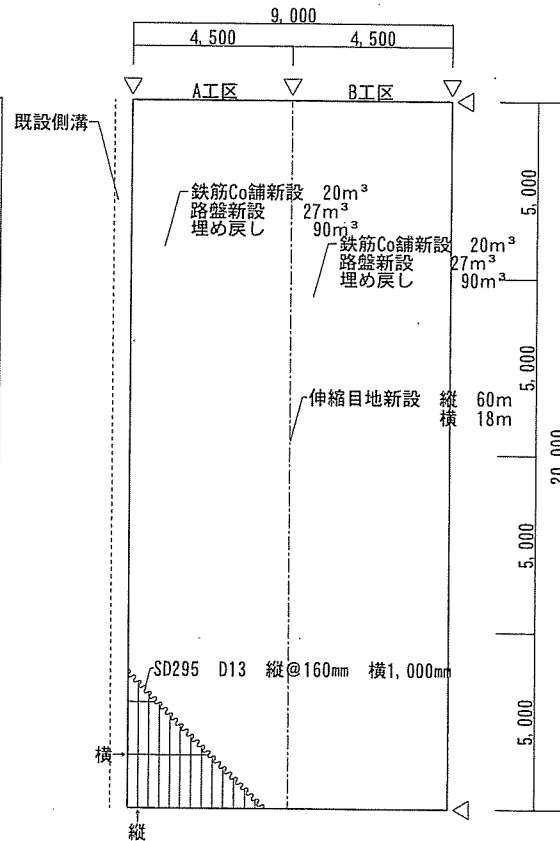 9,000
4,500
4,500
A工区
B工区
既設側溝
鉄筋Co舗新設 20m³
路盤新設 27m³
埋め戻し 90m³
鉄筋Co舗新設 20m³
路盤新設 27m³
埋め戻し 90m³
5,000
5,000
伸縮目地新設 縦 60m
横 18m
20,000
5,000
SD295 D13 縦@160mm 横1,000mm
5,000
横
縦